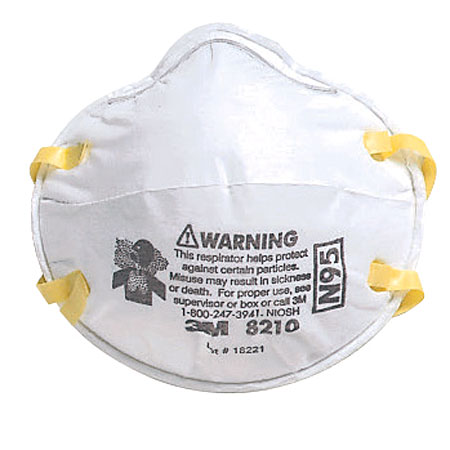 ⚠WARNING
This respirator helps protect
against certain particles.
Misuse may result in sickness
or death. For proper use, see
supervisor or box or call 3M
1-800-247-3941. NIOSH
3M 8210
Lot # 18221
N95